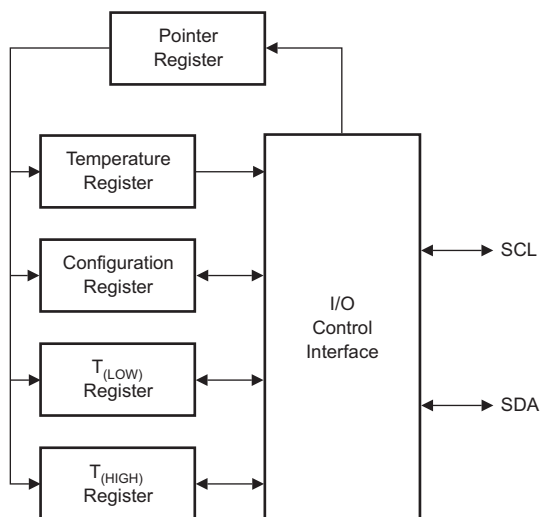 Pointer
Register
Temperature
Register
Configuration
Register
T(LOW)
Register
T(HIGH)
Register
I/O
Control
Interface
SCL
SDA